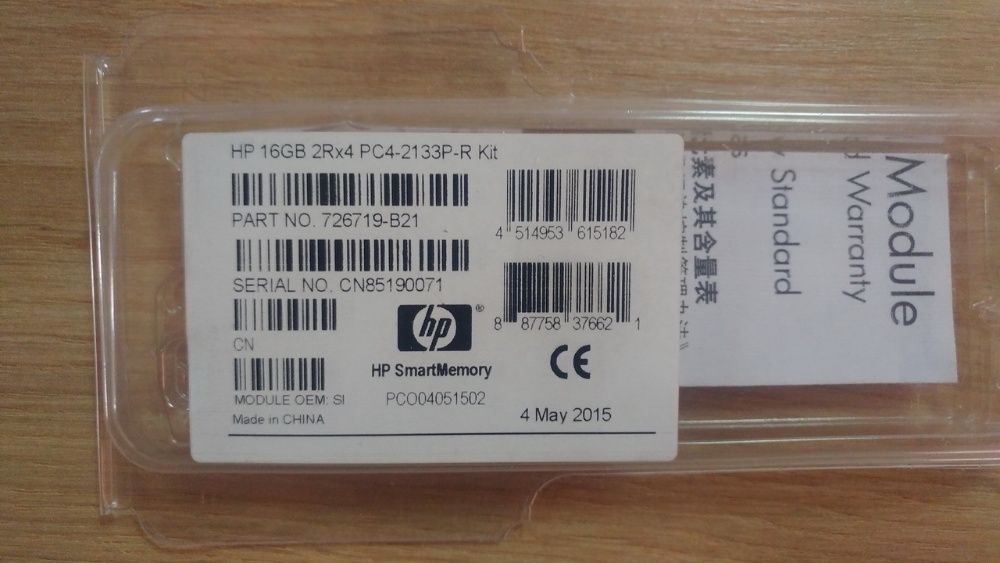 HP 16GB 2Rx4 PC4-2133P-R Kit
PART NO. 726719-B21
4 514953 615182
SERIAL NO. CN85190071
8 87758 37662 1
CN
hp®
HP SmartMemory
CE
MODULE OEM: SI
PCO04051502
Made in CHINA
4 May 2015
Module
Warranty
Standard
素及其含量表